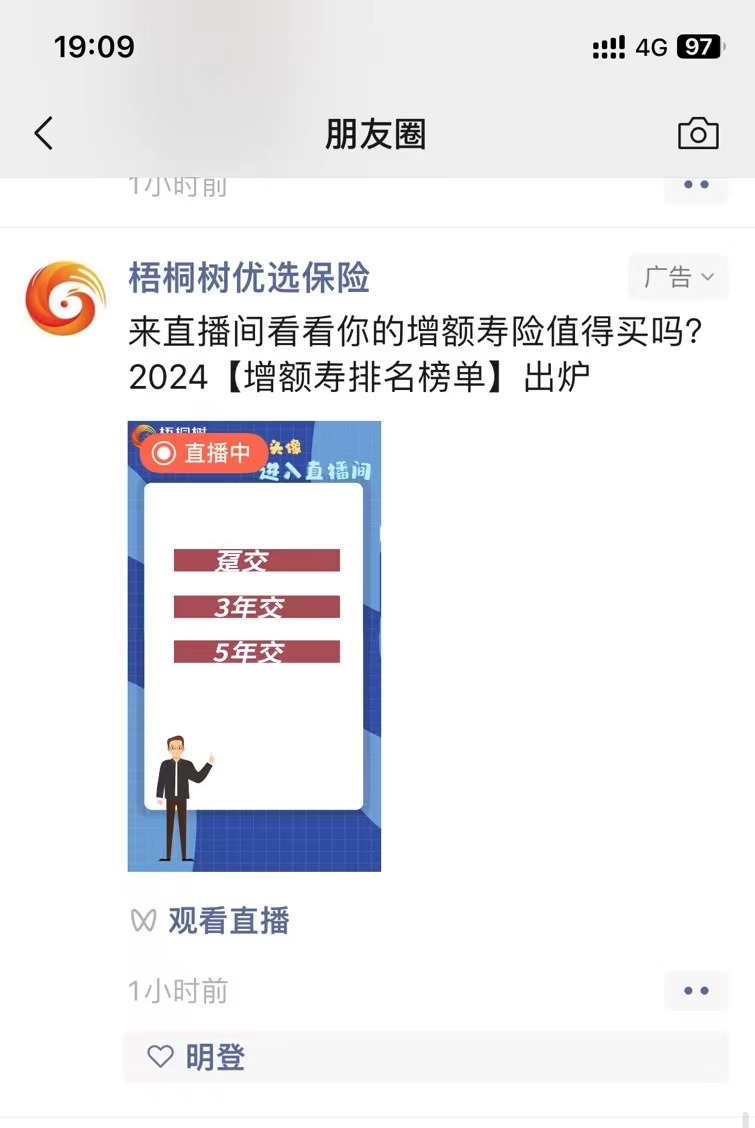 19:09
4G 97
朋友圈
1小时前
梧桐树优选保险
广告
来直播间看看你的增额寿险值得买吗?
2024【增额寿排名榜单】出炉
梧桐树
直播中
头像
进入直播间
趸交
3年交
5年交
观看直播
1小时前
明登